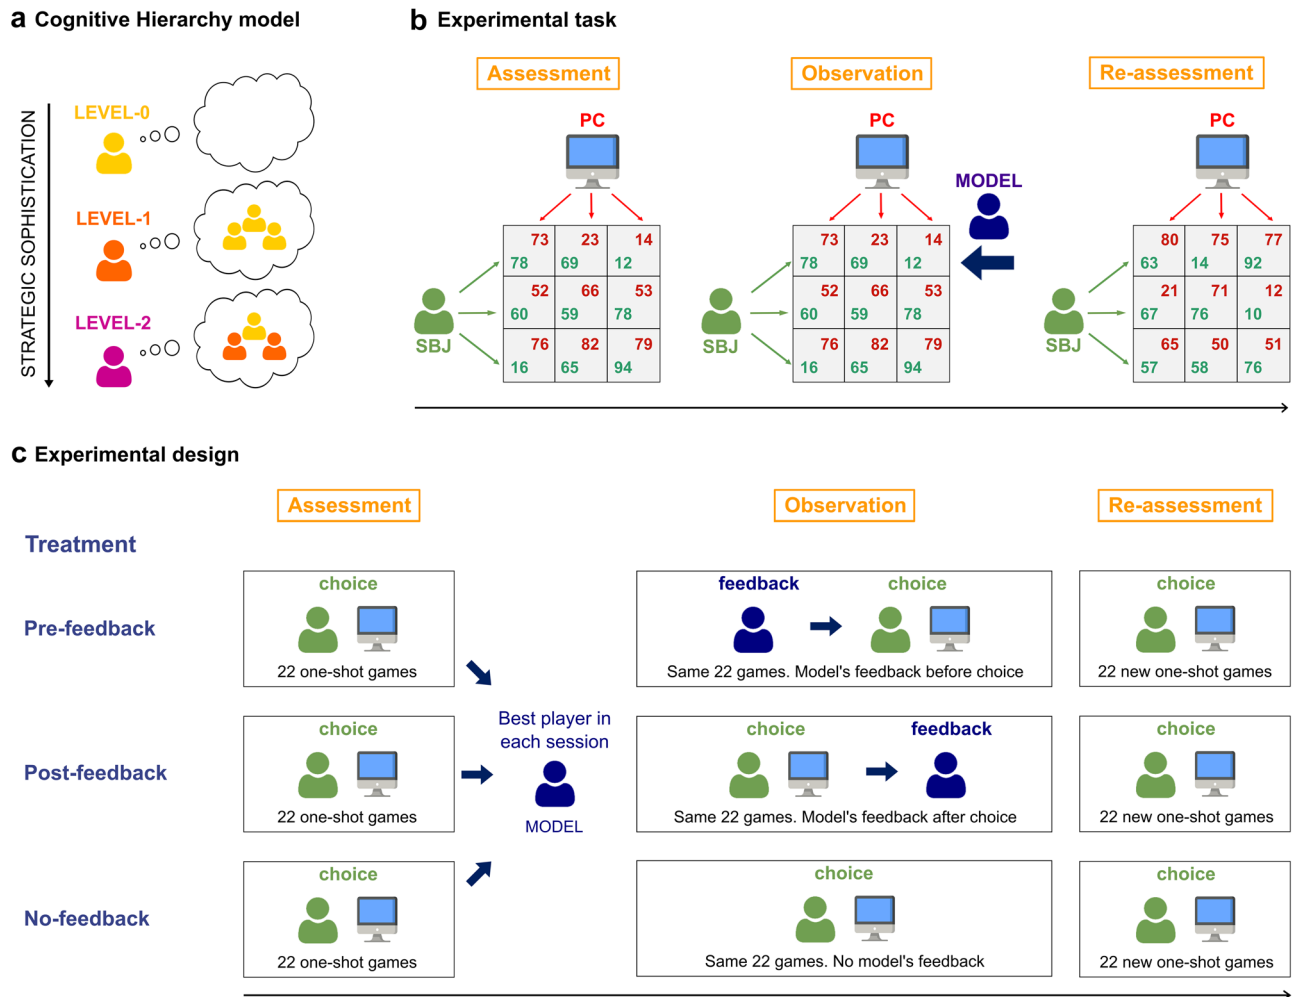 a Cognitive Hierarchy model
STRATEGIC SOPHISTICATION
LEVEL-0
LEVEL-1
LEVEL-2
b Experimental task
Assessment
PC
SBJ
73 23 14
78 69 12
52 66 53
60 59 78
76 82 79
16 65 94
Observation
PC
MODEL
SBJ
73 23 14
78 69 12
52 66 53
60 59 78
76 82 79
16 65 94
Re-assessment
PC
SBJ
80 75 77
63 14 92
21 71 12
67 76 10
65 50 51
57 58 76
c Experimental design
Assessment
Observation
Re-assessment
Treatment
Pre-feedback
choice
22 one-shot games
feedback
choice
Same 22 games. Model's feedback before choice
choice
22 new one-shot games
Best player in
each session
MODEL
Post-feedback
choice
22 one-shot games
choice
feedback
Same 22 games. Model's feedback after choice
choice
22 new one-shot games
No-feedback
choice
22 one-shot games
choice
Same 22 games. No model's feedback
choice
22 new one-shot games